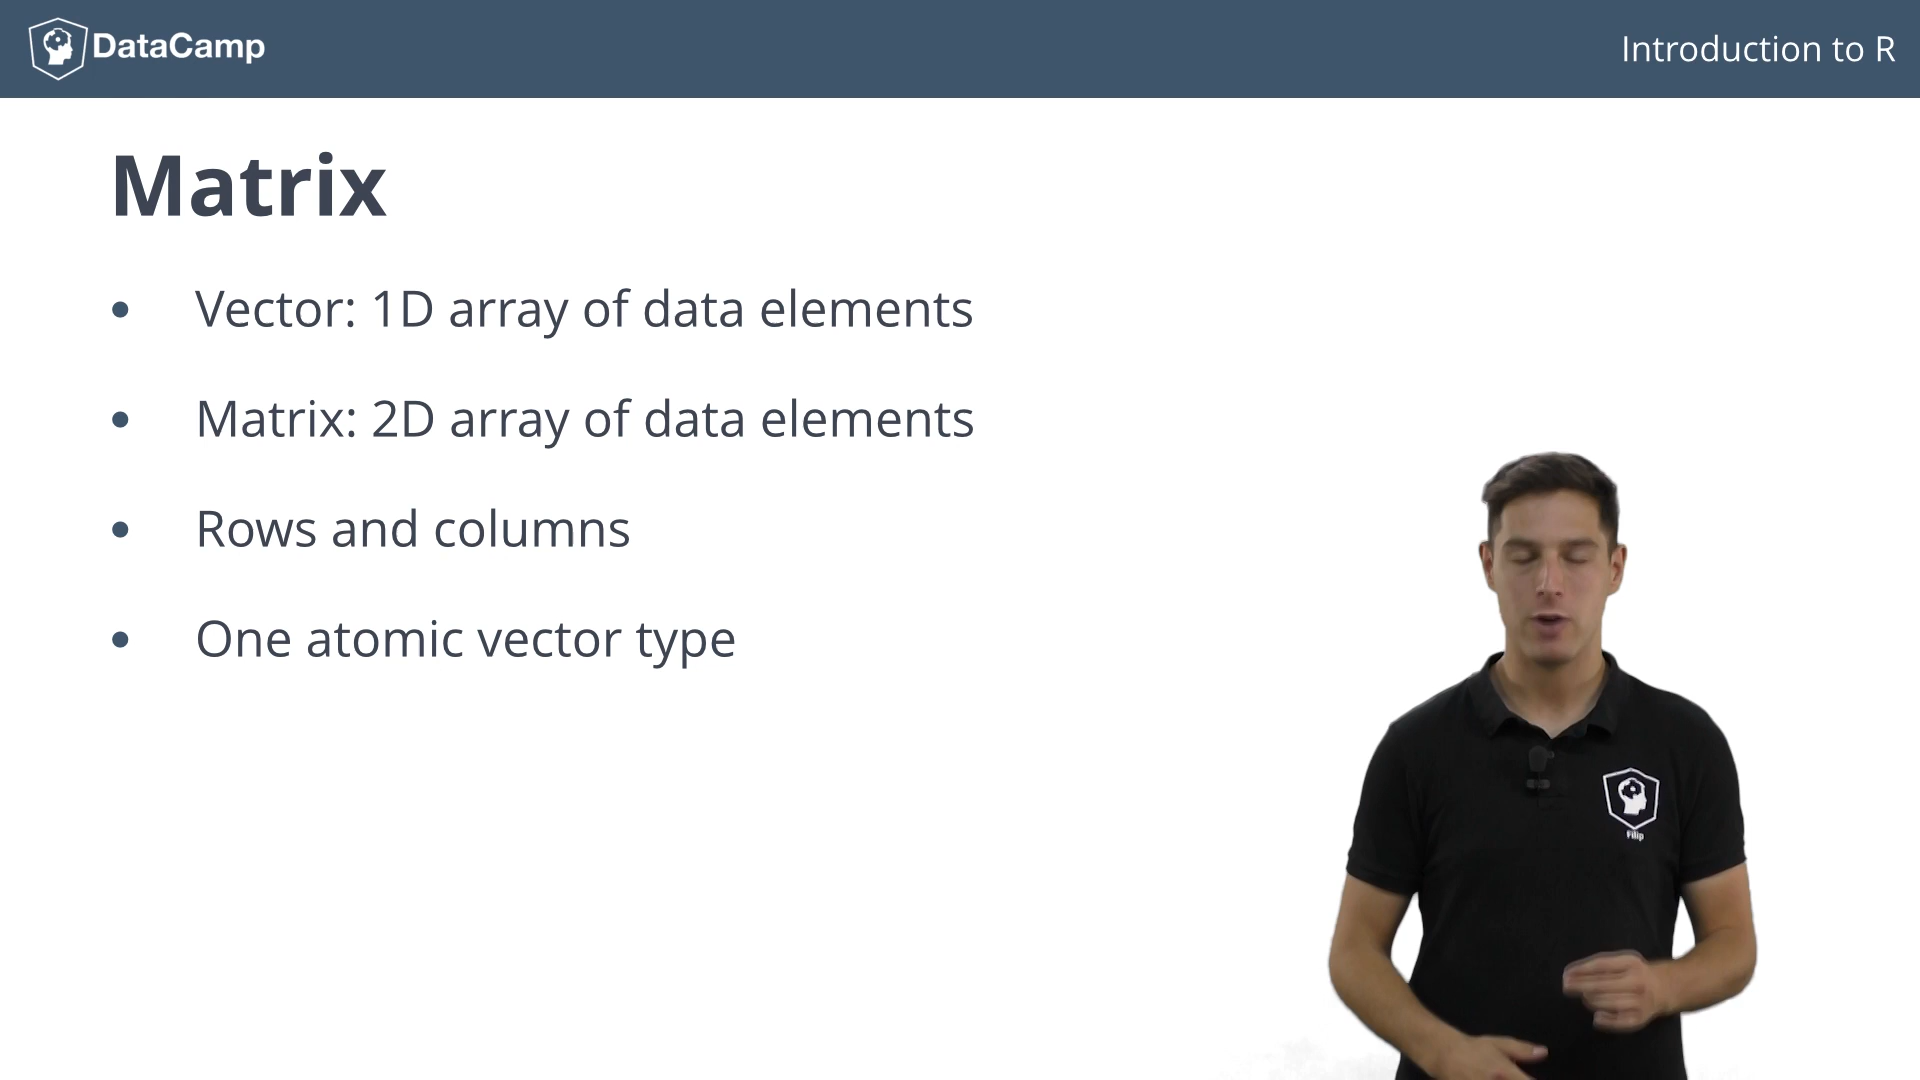 DataCamp
Introduction to R
Matrix
• Vector: 1D array of data elements
• Matrix: 2D array of data elements
• Rows and columns
• One atomic vector type
Filip